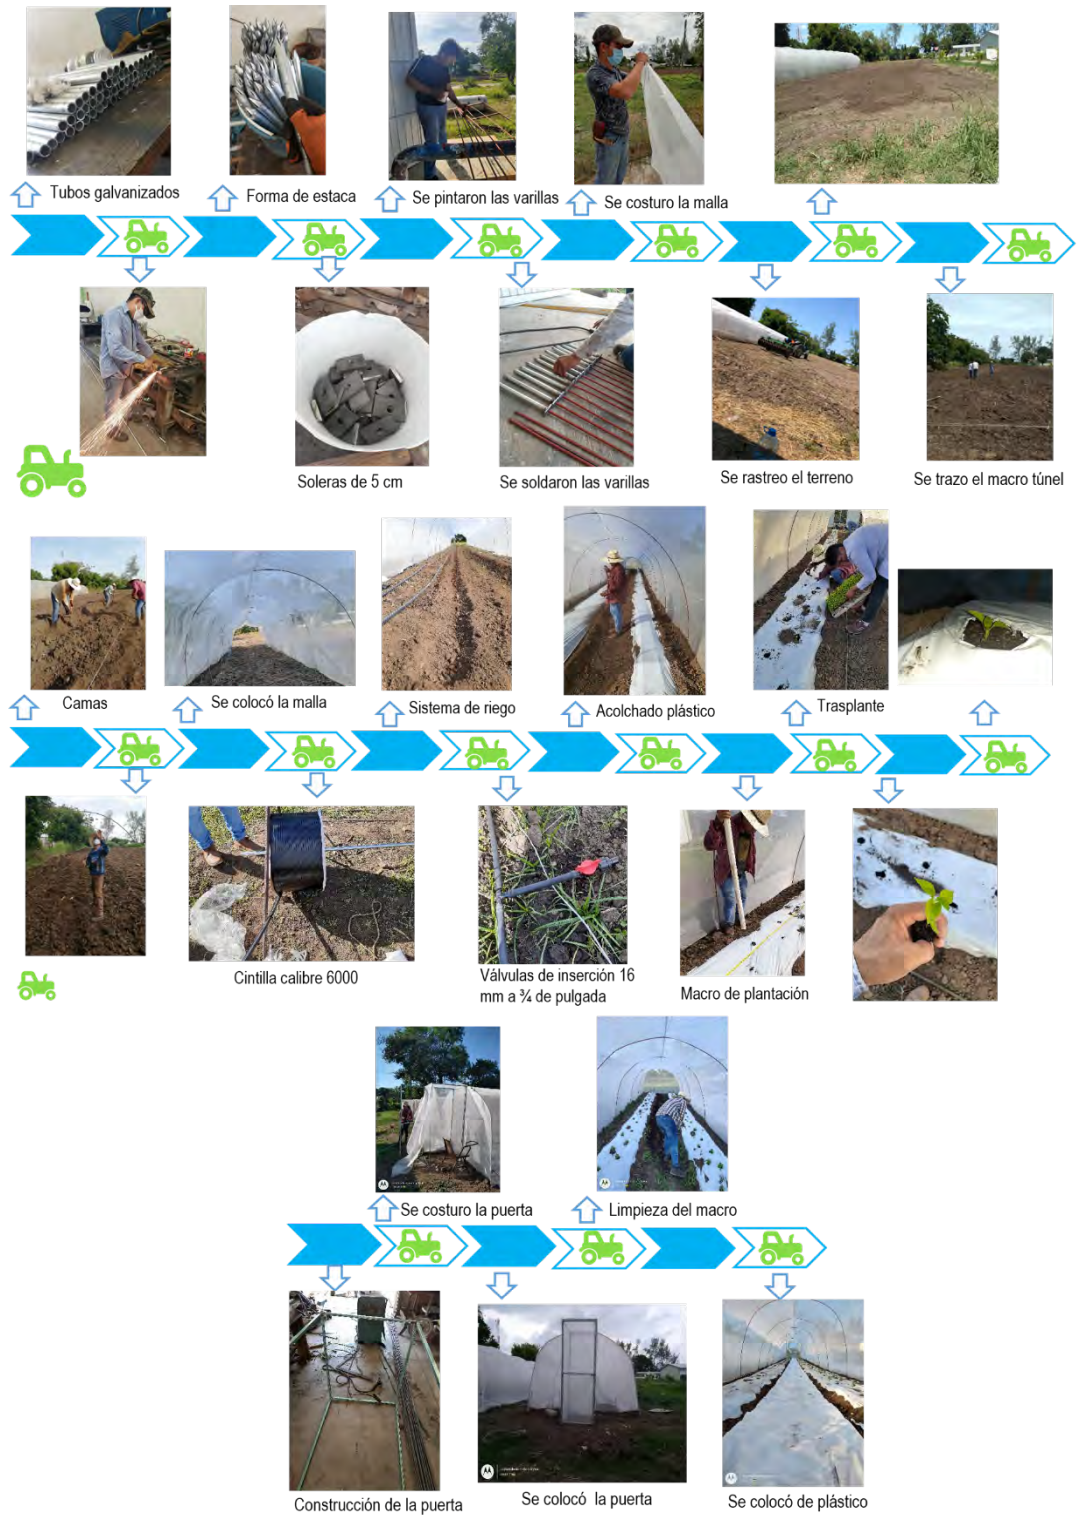 Tubos galvanizados
Forma de estaca
Se pintaron las varillas
Se costuro la malla
Soleras de 5 cm
Se soldaron las varillas
Se rastreo el terreno
Se trazo el macro túnel
Camas
Se colocó la malla
Sistema de riego
Acolchado plástico
Trasplante
Cintilla calibre 6000
Válvulas de inserción 16
mm a ¾ de pulgada
Macro de plantación
Se costuro la puerta
Limpieza del macro
Construcción de la puerta
Se colocó la puerta
Se colocó de plástico